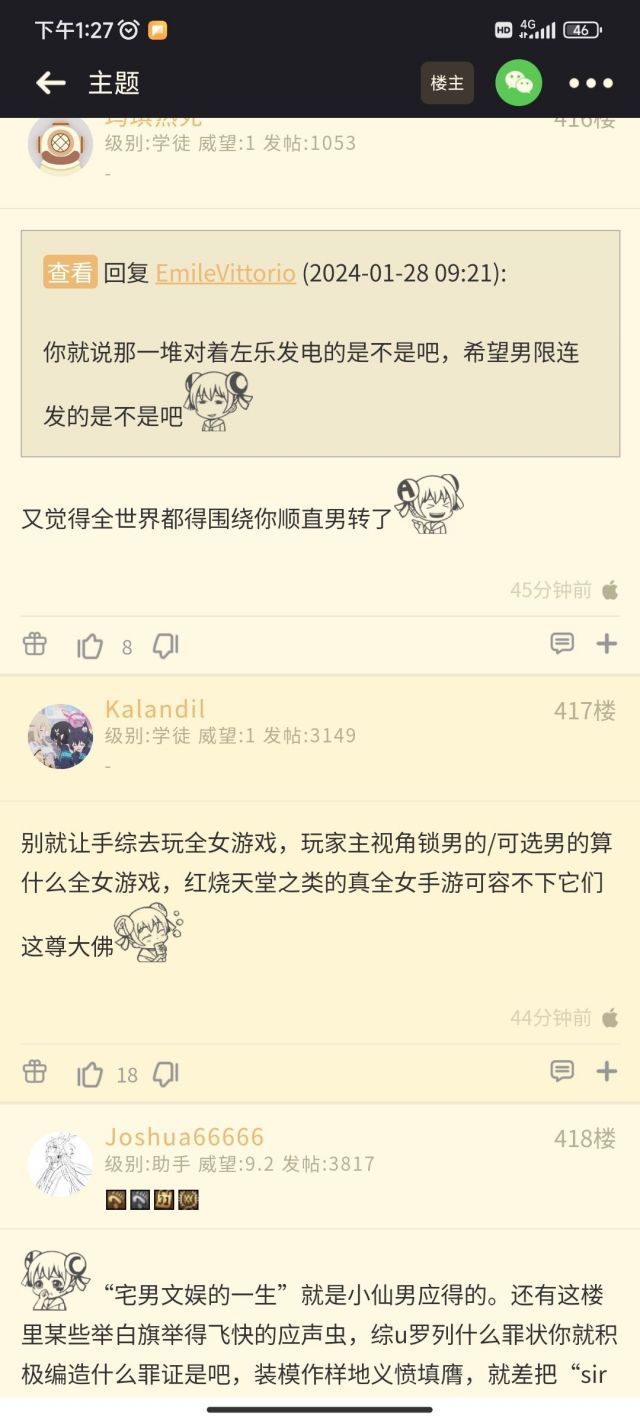 下午1:27
HD 4G 46
主题
楼主
级别:学徒 威望:1 发帖:1053
-
查看 回复 EmileVittorio (2024-01-28 09:21):
你就说那一堆对着左乐发电的是不是吧，希望男限连
发的是不是吧
又觉得全世界都得围绕你顺直男转了
45分钟前
8
Kalandil
417楼
级别:学徒 威望:1 发帖:3149
-
别就让手综去玩全女游戏，玩家主视角锁男的/可选男的算
什么全女游戏，红烧天堂之类的真全女手游可容不下它们
这尊大佛
44分钟前
18
Joshua66666
418楼
级别:助手 威望:9.2 发帖:3817
“宅男文娱的一生”就是小仙男应得的。还有这楼
里某些举白旗举得飞快的应声虫，综u罗列什么罪状你就积
极编造什么罪证是吧，装模作样地义愤填膺，就差把“sir